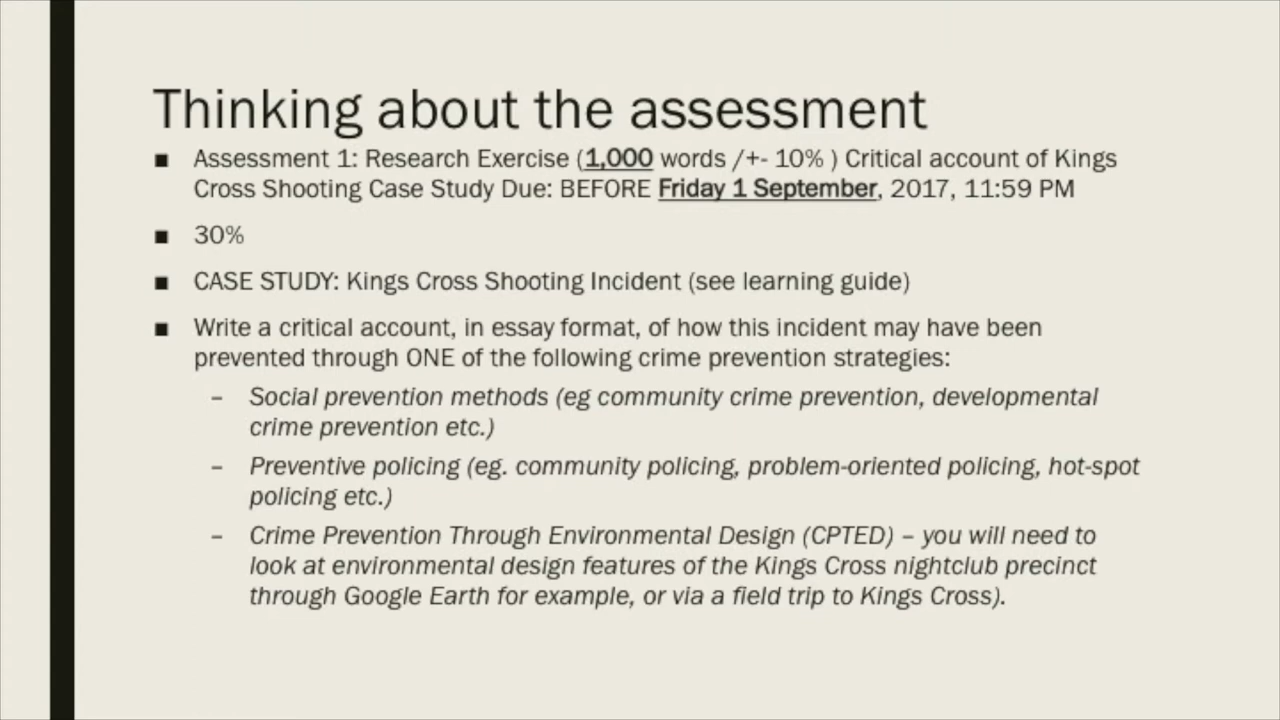 Thinking about the assessment
■ Assessment 1: Research Exercise (1,000 words /+- 10% ) Critical account of Kings
Cross Shooting Case Study Due: BEFORE Friday 1 September, 2017, 11:59 PM
■ 30%
■ CASE STUDY: Kings Cross Shooting Incident (see learning guide)
■ Write a critical account, in essay format, of how this incident may have been
prevented through ONE of the following crime prevention strategies:
– Social prevention methods (eg community crime prevention, developmental
crime prevention etc.)
– Preventive policing (eg. community policing, problem-oriented policing, hot-spot
policing etc.)
– Crime Prevention Through Environmental Design (CPTED) – you will need to
look at environmental design features of the Kings Cross nightclub precinct
through Google Earth for example, or via a field trip to Kings Cross).